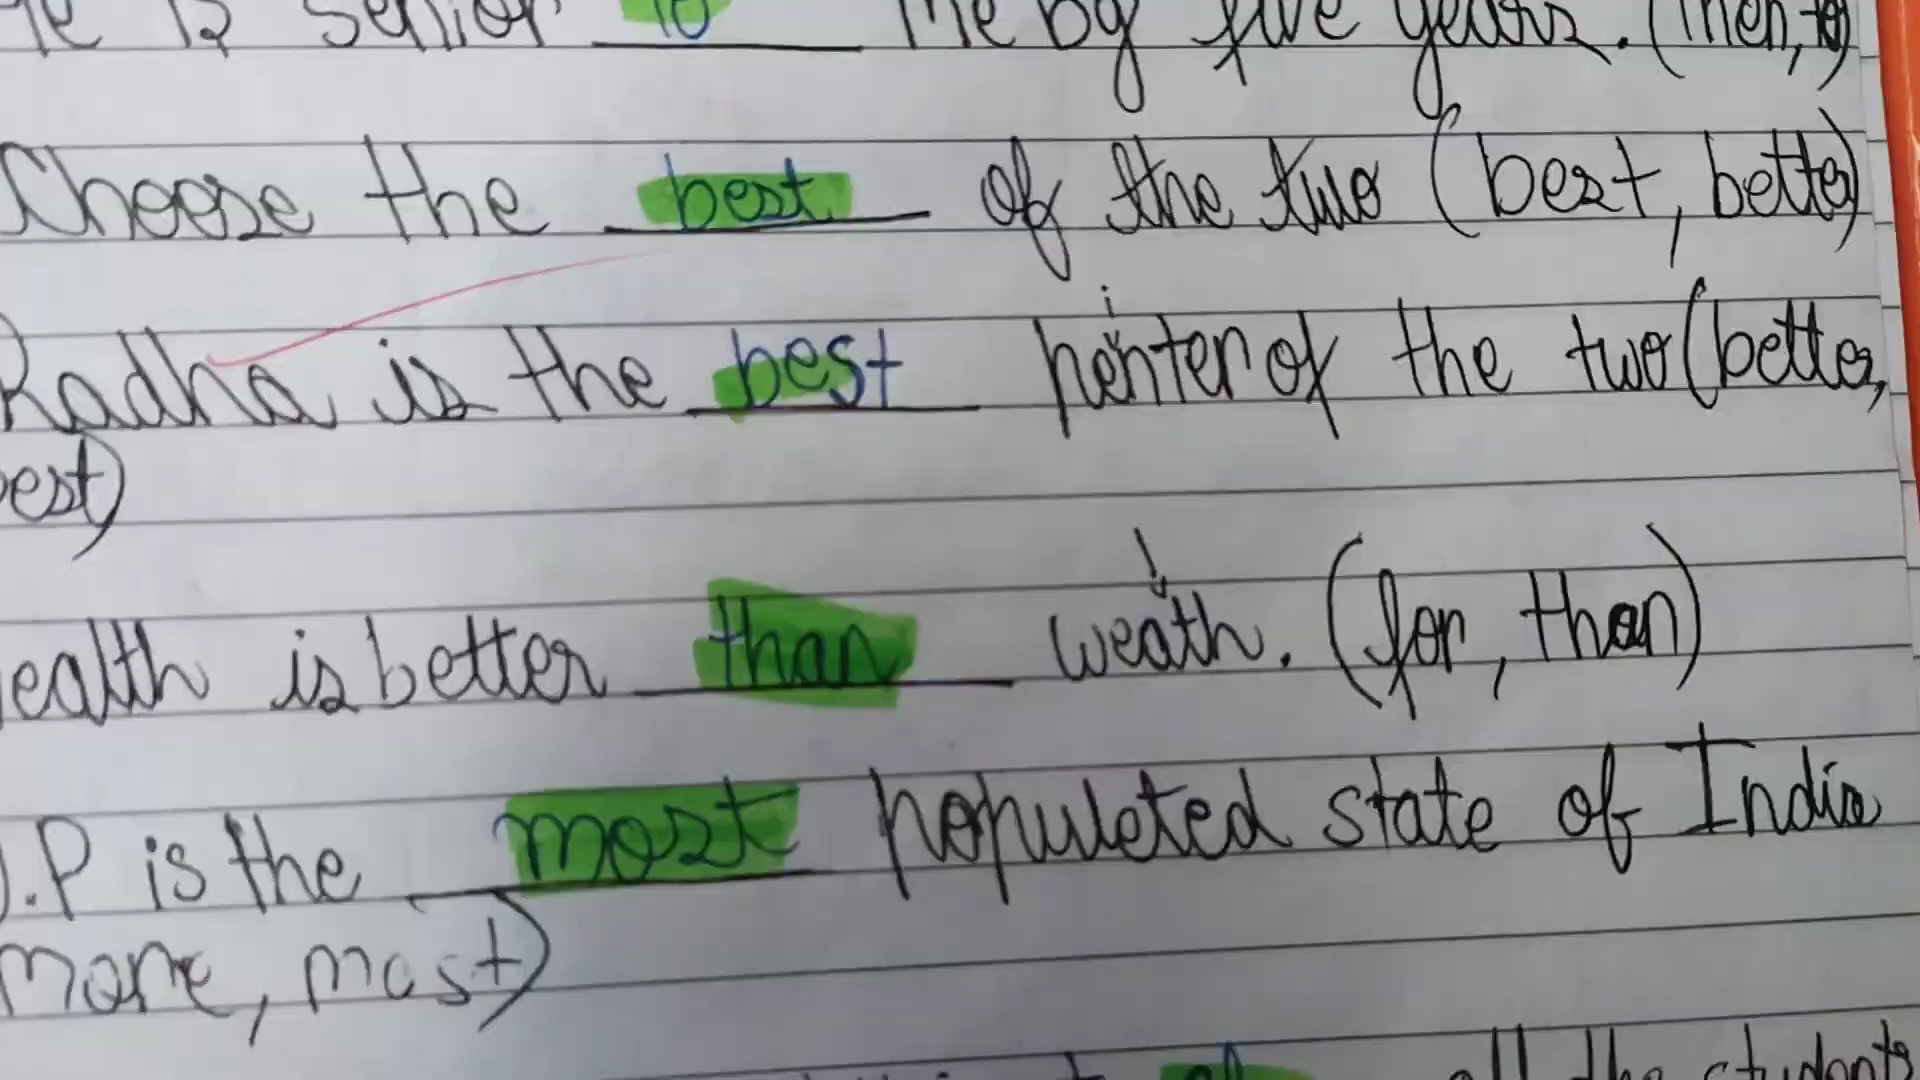 He is senior to me by five years. (then, to)
Choose the best of the two (best, better)
Radha is the best painter of the two (better,
best)
ealth is better than wealth. (for, than)
U.P is the most populeted state of India
more, most)
all the students